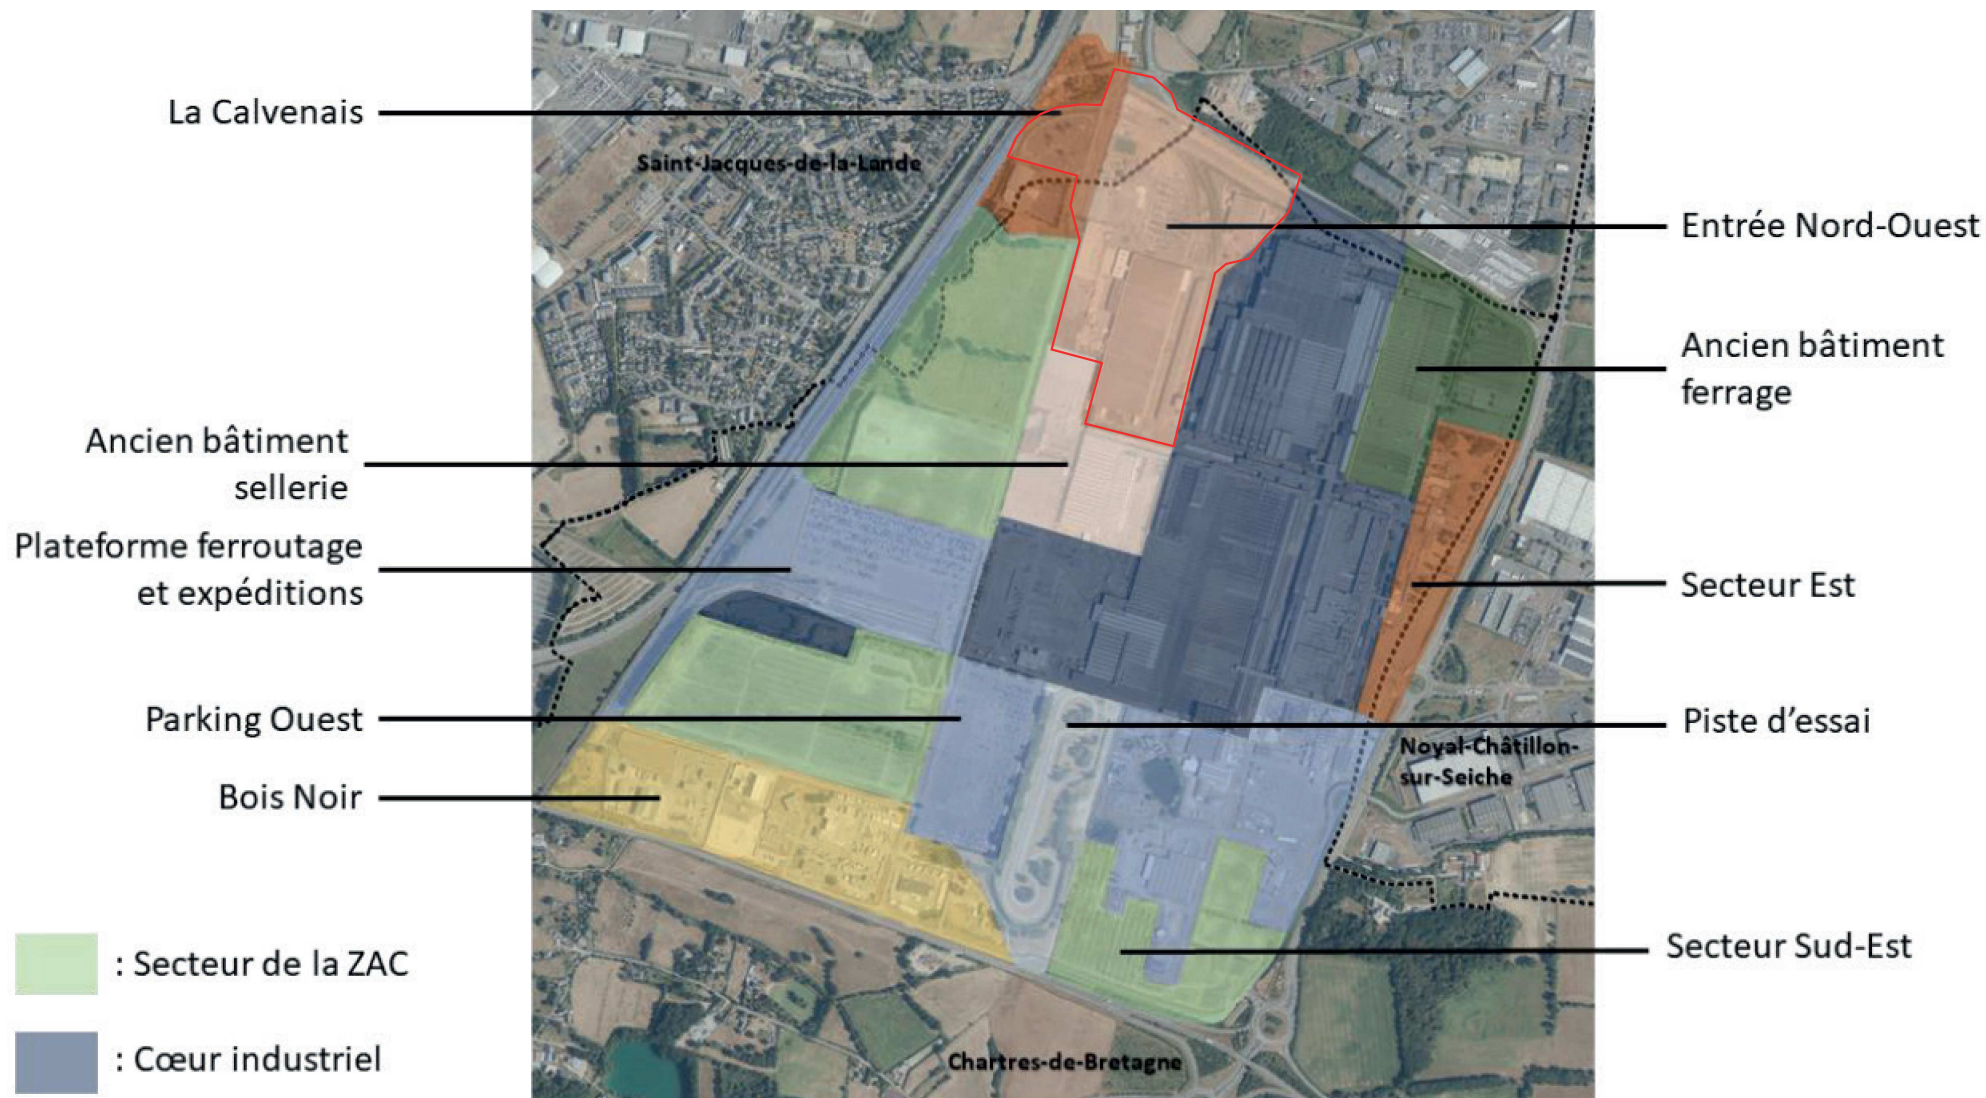 La Calvenais
Saint-Jacques-de-la-Lande
Entrée Nord-Ouest
Ancien bâtiment
ferrage
Ancien bâtiment
sellerie
Plateforme ferroutage
et expéditions
Secteur Est
Parking Ouest
Piste d’essai
Noyal-Châtillon-
sur-Seiche
Bois Noir
Secteur Sud-Est
: Secteur de la ZAC
: Cœur industriel
Chartres-de-Bretagne